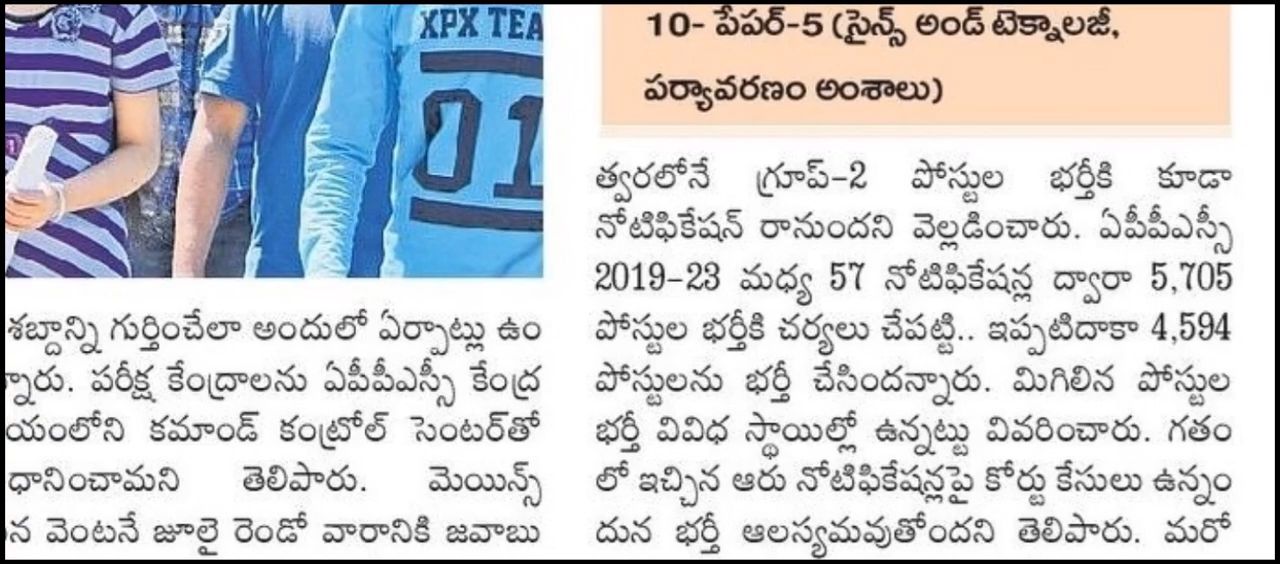 XPX TEA
01
శబ్దాన్ని గుర్తించేలా అందులో ఏర్పాట్లు ఉం
న్నారు. పరీక్ష కేంద్రాలను ఏపీపీఎస్సీ కేంద్ర
యంలోని కమాండ్ కంట్రోల్ సెంటర్‌తో
ధానించామని తెలిపారు. మెయిన్స్
న వెంటనే జూలై రెండో వారానికి జవాబు
10- పేపర్-5 (సైన్స్ అండ్ టెక్నాలజీ,
పర్యావరణం అంశాలు)
త్వరలోనే గ్రూప్-2 పోస్టుల భర్తీకి కూడా
నోటిఫికేషన్ రానుందని వెల్లడించారు. ఏపీపీఎస్సీ
2019-23 మధ్య 57 నోటిఫికేషన్ల ద్వారా 5,705
పోస్టుల భర్తీకి చర్యలు చేపట్టి.. ఇప్పటిదాకా 4,594
పోస్టులను భర్తీ చేసిందన్నారు. మిగిలిన పోస్టుల
భర్తీ వివిధ స్థాయిల్లో ఉన్నట్టు వివరించారు. గతం
లో ఇచ్చిన ఆరు నోటిఫికేషన్లపై కోర్టు కేసులు ఉన్నం
దున భర్తీ ఆలస్యమవుతోందని తెలిపారు. మరో